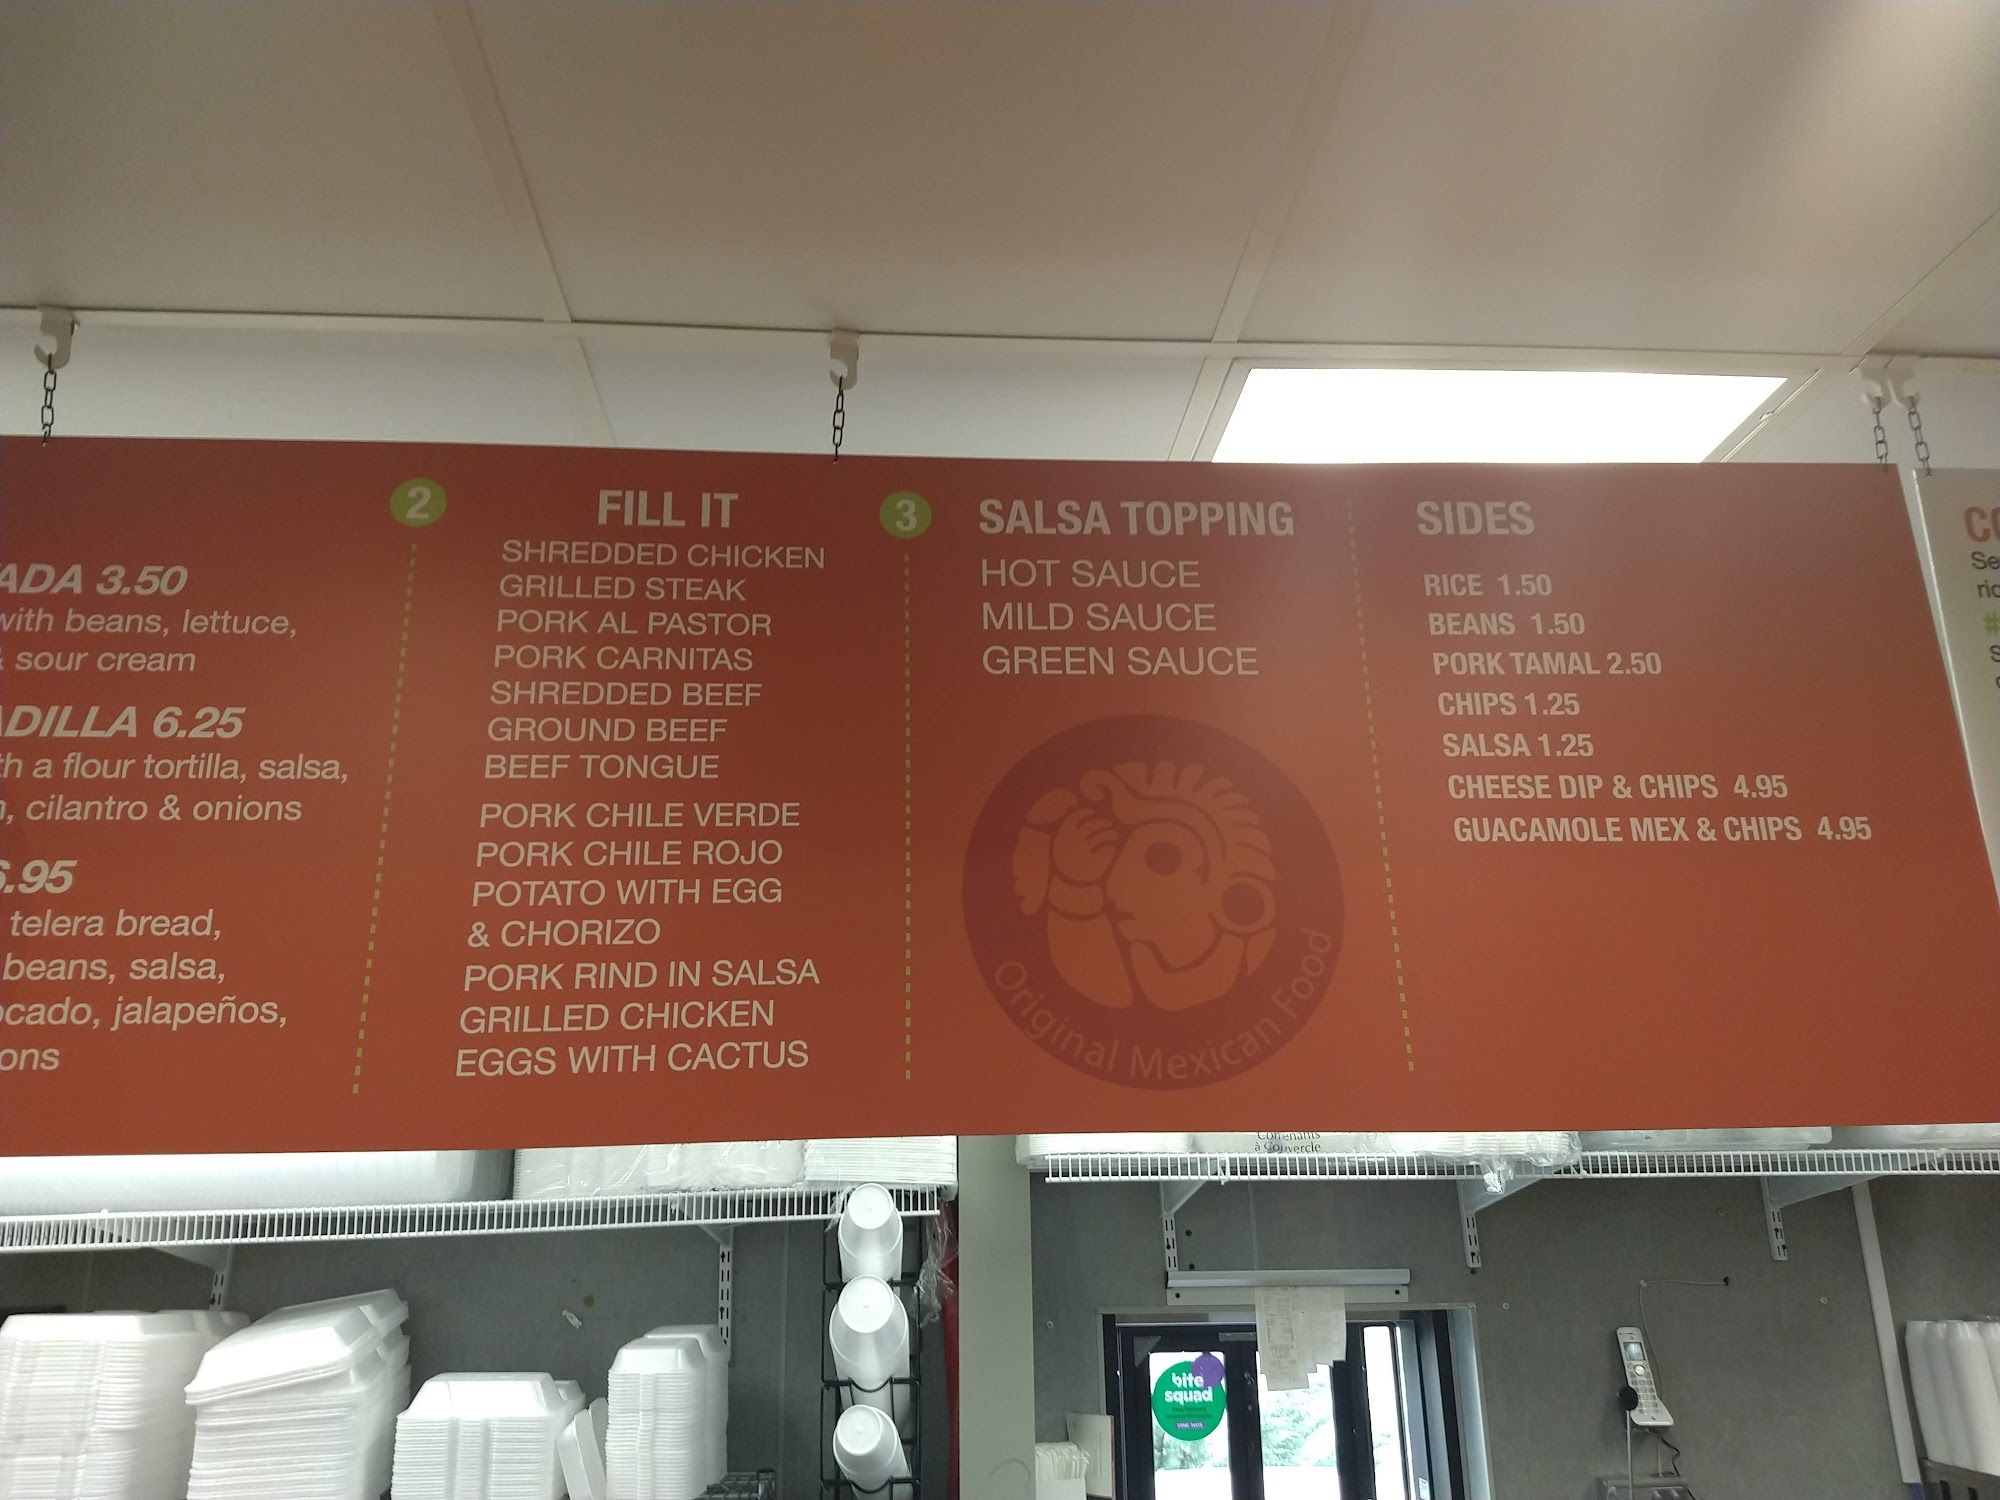 ADA 3.50
with beans, lettuce,
& sour cream
ADILLA 6.25
th a flour tortilla, salsa,
, cilantro & onions
6.95
telera bread,
beans, salsa,
ocado, jalapeños,
ons
2
FILL IT
SHREDDED CHICKEN
GRILLED STEAK
PORK AL PASTOR
PORK CARNITAS
SHREDDED BEEF
GROUND BEEF
BEEF TONGUE
PORK CHILE VERDE
PORK CHILE ROJO
POTATO WITH EGG
& CHORIZO
PORK RIND IN SALSA
GRILLED CHICKEN
EGGS WITH CACTUS
3
SALSA TOPPING
HOT SAUCE
MILD SAUCE
GREEN SAUCE
Original Mexican Food
SIDES
RICE 1.50
BEANS 1.50
PORK TAMAL 2.50
CHIPS 1.25
SALSA 1.25
CHEESE DIP & CHIPS 4.95
GUACAMOLE MEX & CHIPS 4.95
Contenants
à Couvercle
bite
squad